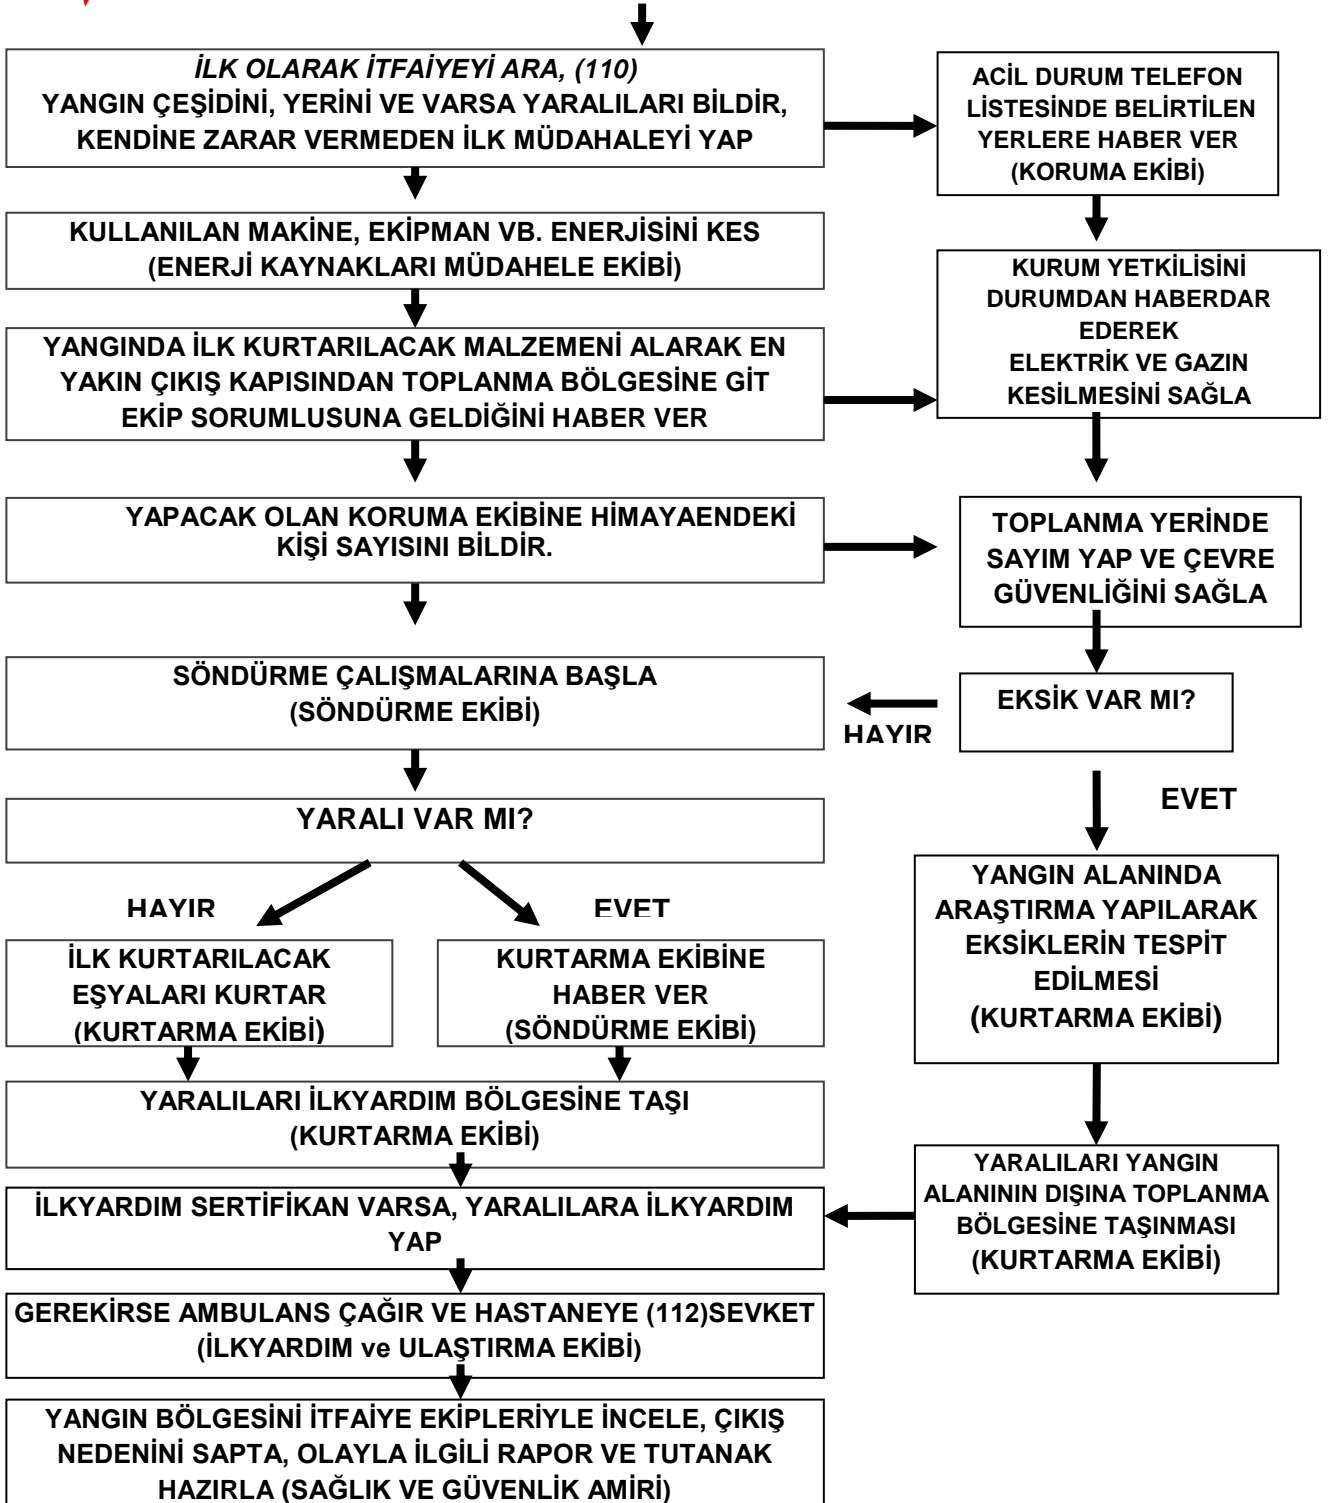 İLK OLARAK İTFAİYEYİ ARA, (110)
YANGIN ÇEŞİDİNİ, YERİNİ VE VARSA YARALILARI BİLDİR,
KENDİNE ZARAR VERMEDEN İLK MÜDAHALEYİ YAP
ACİL DURUM TELEFON
LİSTESİNDE BELİRTİLEN
YERLERE HABER VER
(KORUMA EKİBİ)
KULLANILAN MAKİNE, EKİPMAN VB. ENERJİSİNİ KES
(ENERJİ KAYNAKLARI MÜDAHELE EKİBİ)
KURUM YETKİLİSİNİ
DURUMDAN HABERDAR
EDEREK
ELEKTRİK VE GAZIN
KESİLMESİNİ SAĞLA
YANGINDA İLK KURTARILACAK MALZEMENİ ALARAK EN
YAKIN ÇIKIŞ KAPISINDAN TOPLANMA BÖLGESİNE GİT
EKİP SORUMLUSUNA GELDİĞİNİ HABER VER
YAPACAK OLAN KORUMA EKİBİNE HİMAYAENDEKİ
KİŞİ SAYISINI BİLDİR.
TOPLANMA YERİNDE
SAYIM YAP VE ÇEVRE
GÜVENLİĞİNİ SAĞLA
SÖNDÜRME ÇALIŞMALARINA BAŞLA
(SÖNDÜRME EKİBİ)
EKSİK VAR MI?
HAYIR
EVET
YARALI VAR MI?
HAYIR
EVET
YANGIN ALANINDA
ARAŞTIRMA YAPILARAK
EKSİKLERİN TESPİT
EDİLMESİ
(KURTARMA EKİBİ)
İLK KURTARILACAK
EŞYALARI KURTAR
(KURTARMA EKİBİ)
KURTARMA EKİBİNE
HABER VER
(SÖNDÜRME EKİBİ)
YARALILARI İLKYARDIM BÖLGESİNE TAŞI
(KURTARMA EKİBİ)
YARALILARI YANGIN
ALANININ DIŞINA TOPLANMA
BÖLGESİNE TAŞINMASI
(KURTARMA EKİBİ)
İLKYARDIM SERTİFİKAN VARSA, YARALILARA İLKYARDIM
YAP
GEREKİRSE AMBULANS ÇAĞIR VE HASTANEYE (112)SEVKET
(İLKYARDIM ve ULAŞTIRMA EKİBİ)
YANGIN BÖLGESİNİ İTFAİYE EKİPLERİYLE İNCELE, ÇIKIŞ
NEDENİNİ SAPTA, OLAYLA İLGİLİ RAPOR VE TUTANAK
HAZIRLA (SAĞLIK VE GÜVENLİK AMİRİ)